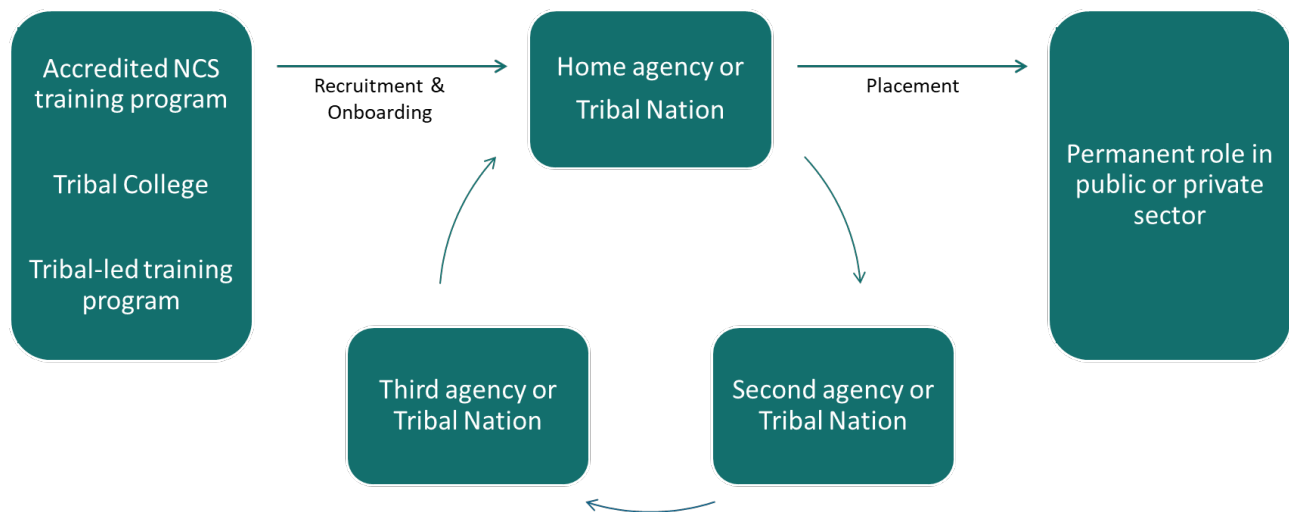 Accredited NCS
training program
Tribal College
Tribal-led training
program
Recruitment &
Onboarding
Home agency or
Tribal Nation
Placement
Permanent role in
public or private
sector
Third agency or
Tribal Nation
Second agency or
Tribal Nation